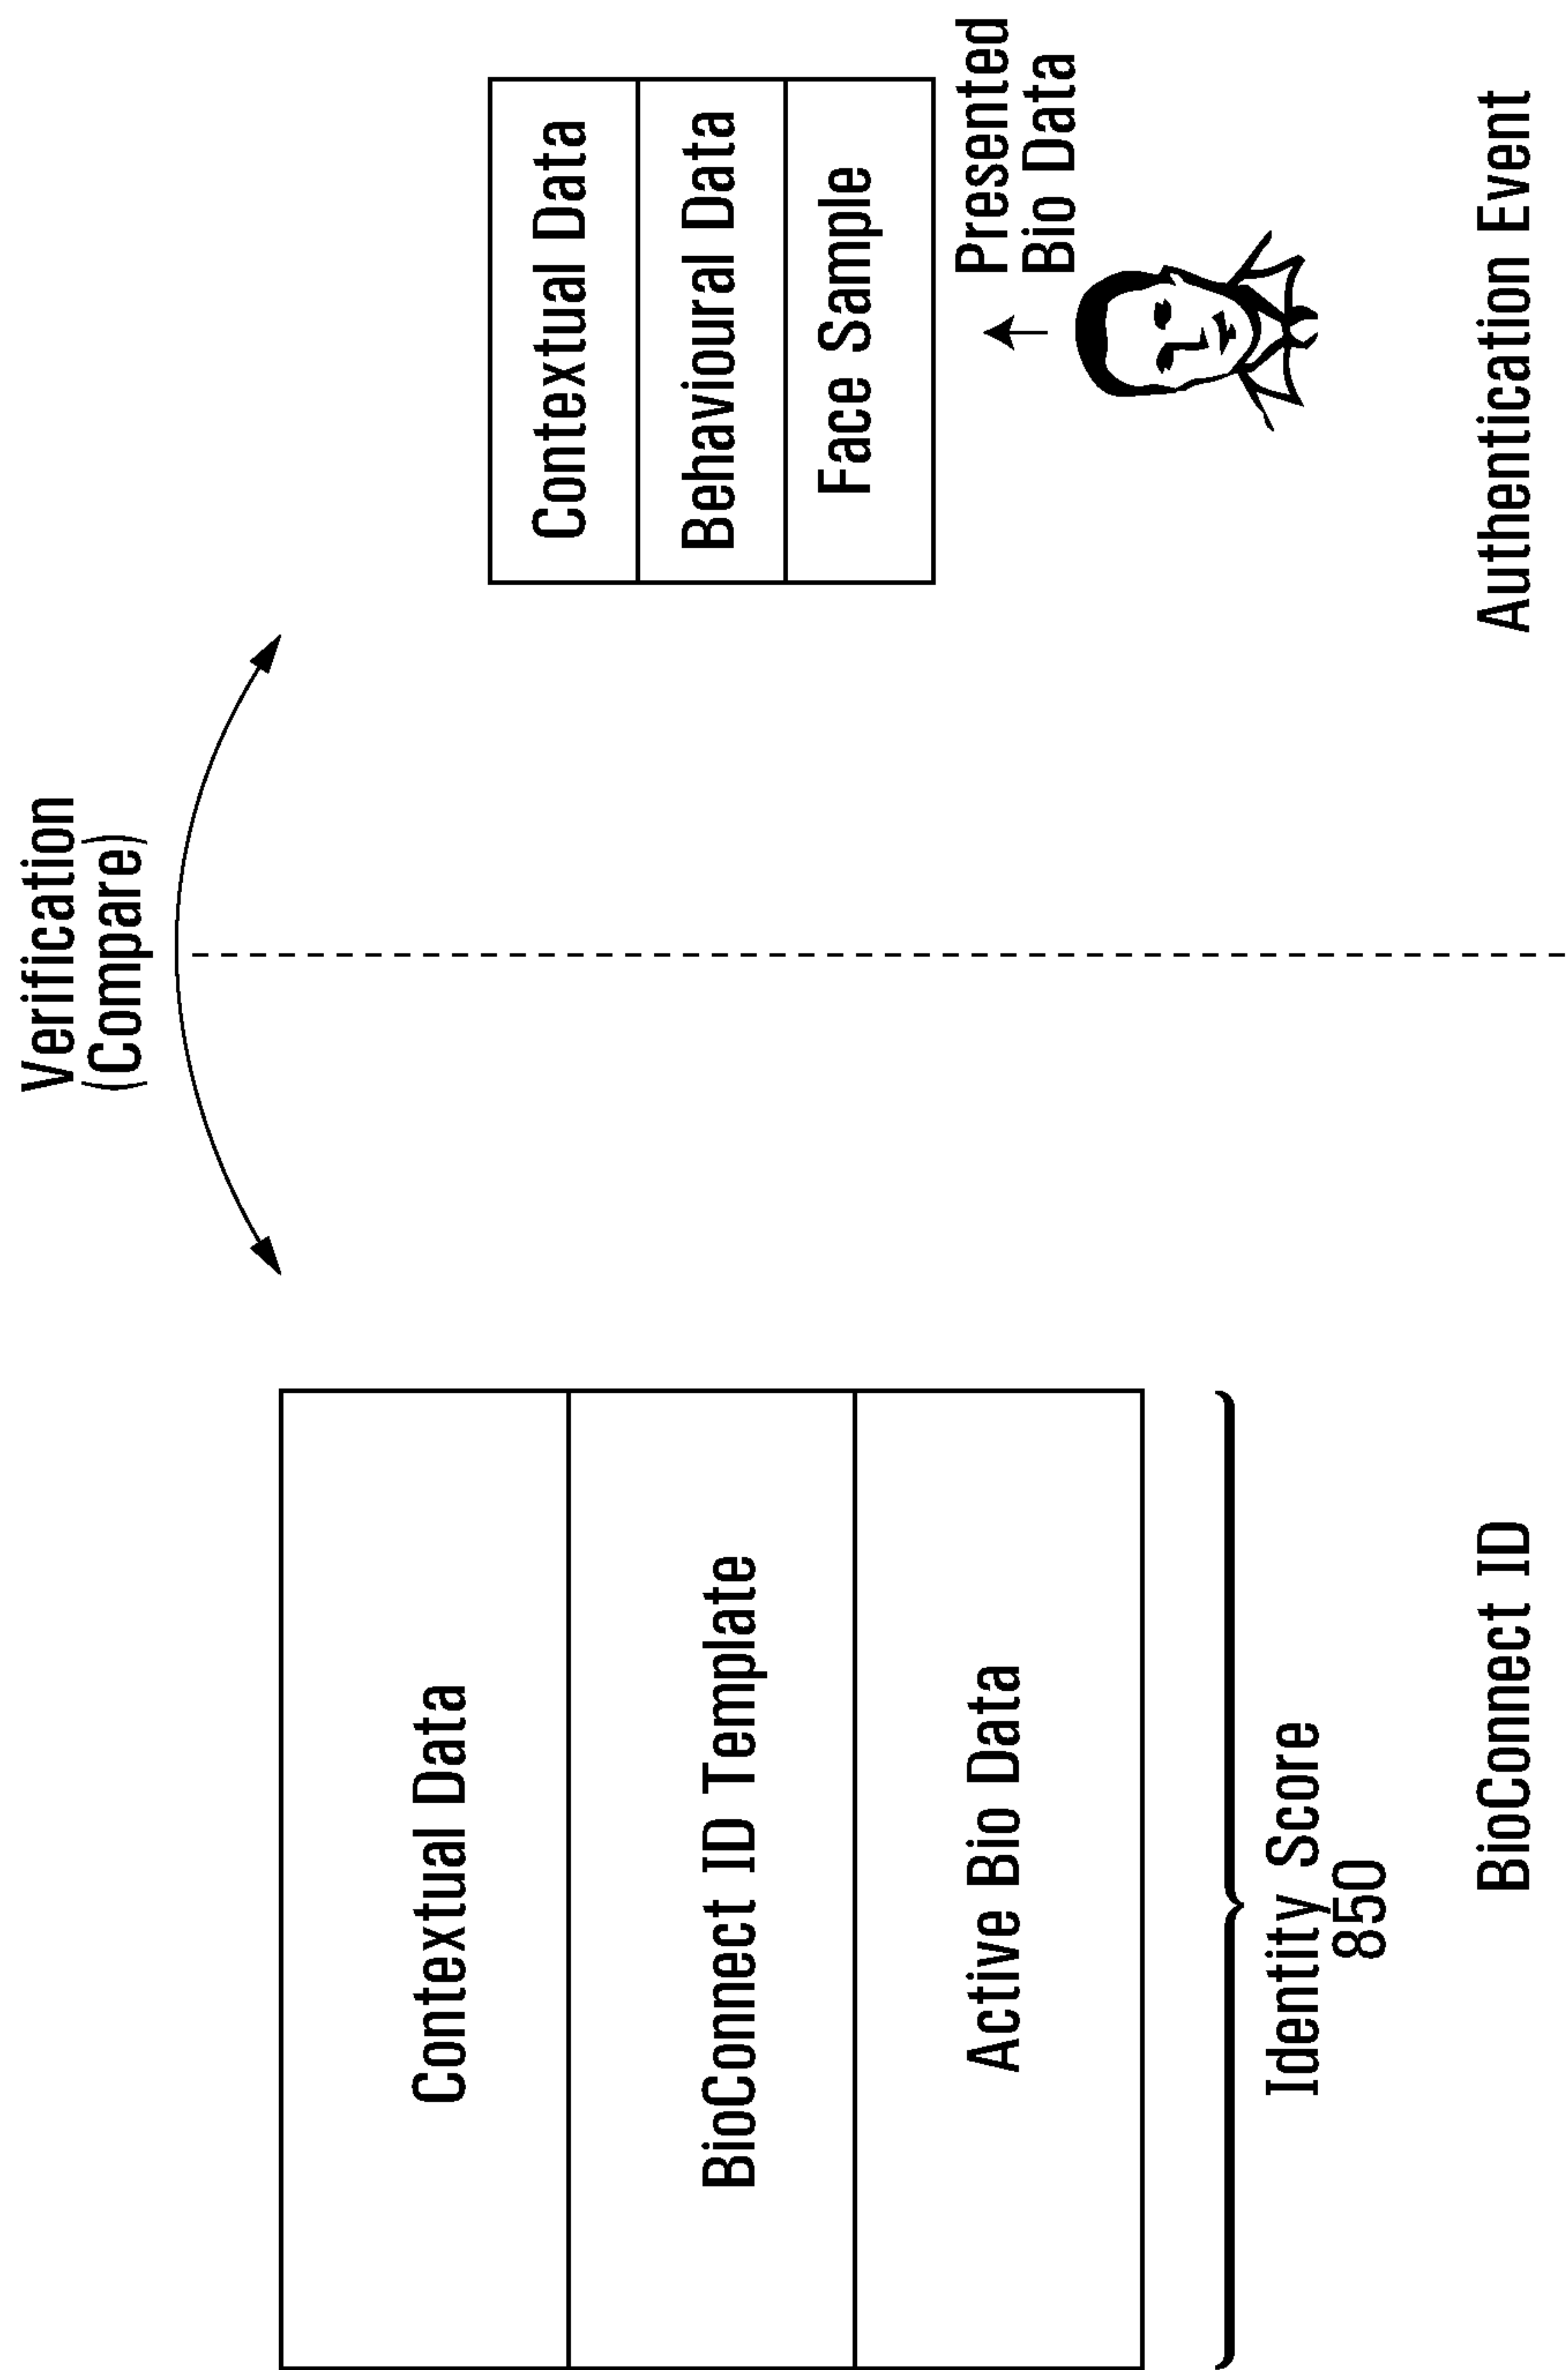 Verification
(Compare)
Contextual Data
BioConnect ID Template
Active Bio Data
Identity Score
850
BioConnect ID
Contextual Data
Behavioural Data
Face Sample
Presented
Bio Data
Authentication Event